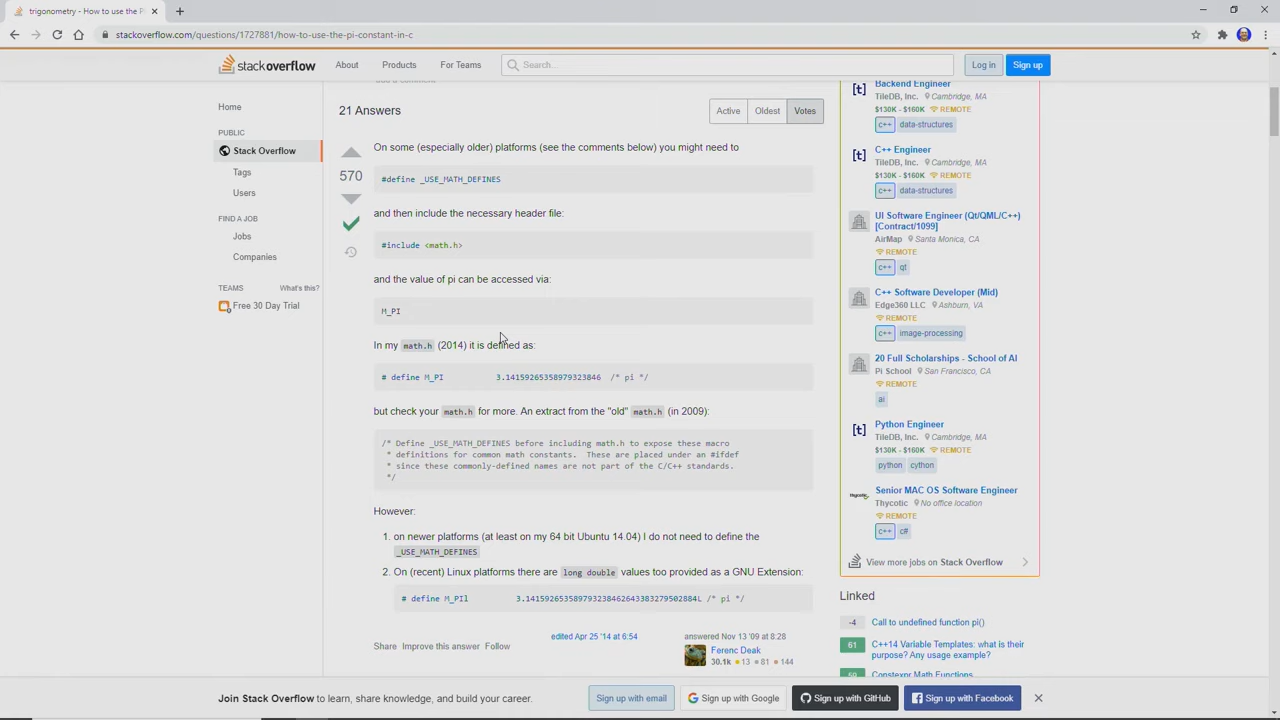 trigonometry - How to use the P
stackoverflow.com/questions/1727881/how-to-use-the-pi-constant-in-c
stackoverflow
About
Products
For Teams
Search...
Log in
Sign up
Home
PUBLIC
Stack Overflow
Tags
Users
FIND A JOB
Jobs
Companies
TEAMS
What's this?
Free 30 Day Trial
21 Answers
Active
Oldest
Votes
570
On some (especially older) platforms (see the comments below) you might need to
#define _USE_MATH_DEFINES
and then include the necessary header file:
#include <math.h>
and the value of pi can be accessed via:
M_PI
In my math.h (2014) it is defined as:
# define M_PI 3.14159265358979323846 /* pi */
but check your math.h for more. An extract from the "old" math.h (in 2009):
/* Define _USE_MATH_DEFINES before including math.h to expose these macro
* definitions for common math constants. These are placed under an #ifdef
* since these commonly-defined names are not part of the C/C++ standards.
*/
However:
1. on newer platforms (at least on my 64 bit Ubuntu 14.04) I do not need to define the
_USE_MATH_DEFINES
2. On (recent) Linux platforms there are long double values too provided as a GNU Extension:
# define M_PIl 3.141592653589793238462643383279502884L /* pi */
Share Improve this answer Follow
edited Apr 25 '14 at 6:54
answered Nov 13 '09 at 8:28
Ferenc Deak
30.1k 13 81 144
[t]
Backend Engineer
TileDB, Inc. Cambridge, MA
$130K - $160K REMOTE
c++ data-structures
[t]
C++ Engineer
TileDB, Inc. Cambridge, MA
$130K - $160K REMOTE
c++ data-structures
UI Software Engineer (Qt/QML/C++)
[Contract/1099]
AirMap Santa Monica, CA
REMOTE
c++ qt
C++ Software Developer (Mid)
Edge360 LLC Ashburn, VA
REMOTE
c++ image-processing
20 Full Scholarships - School of AI
Pi School San Francisco, CA
REMOTE
ai
[t]
Python Engineer
TileDB, Inc. Cambridge, MA
$130K - $160K REMOTE
python cython
Thycotic
Senior MAC OS Software Engineer
Thycotic No office location
REMOTE
c++ c#
View more jobs on Stack Overflow
Linked
-4 Call to undefined function pi()
61 C++14 Variable Templates: what is their
purpose? Any usage example?
Constexpr Math Functions
Join Stack Overflow to learn, share knowledge, and build your career.
Sign up with email
Sign up with Google
Sign up with GitHub
Sign up with Facebook